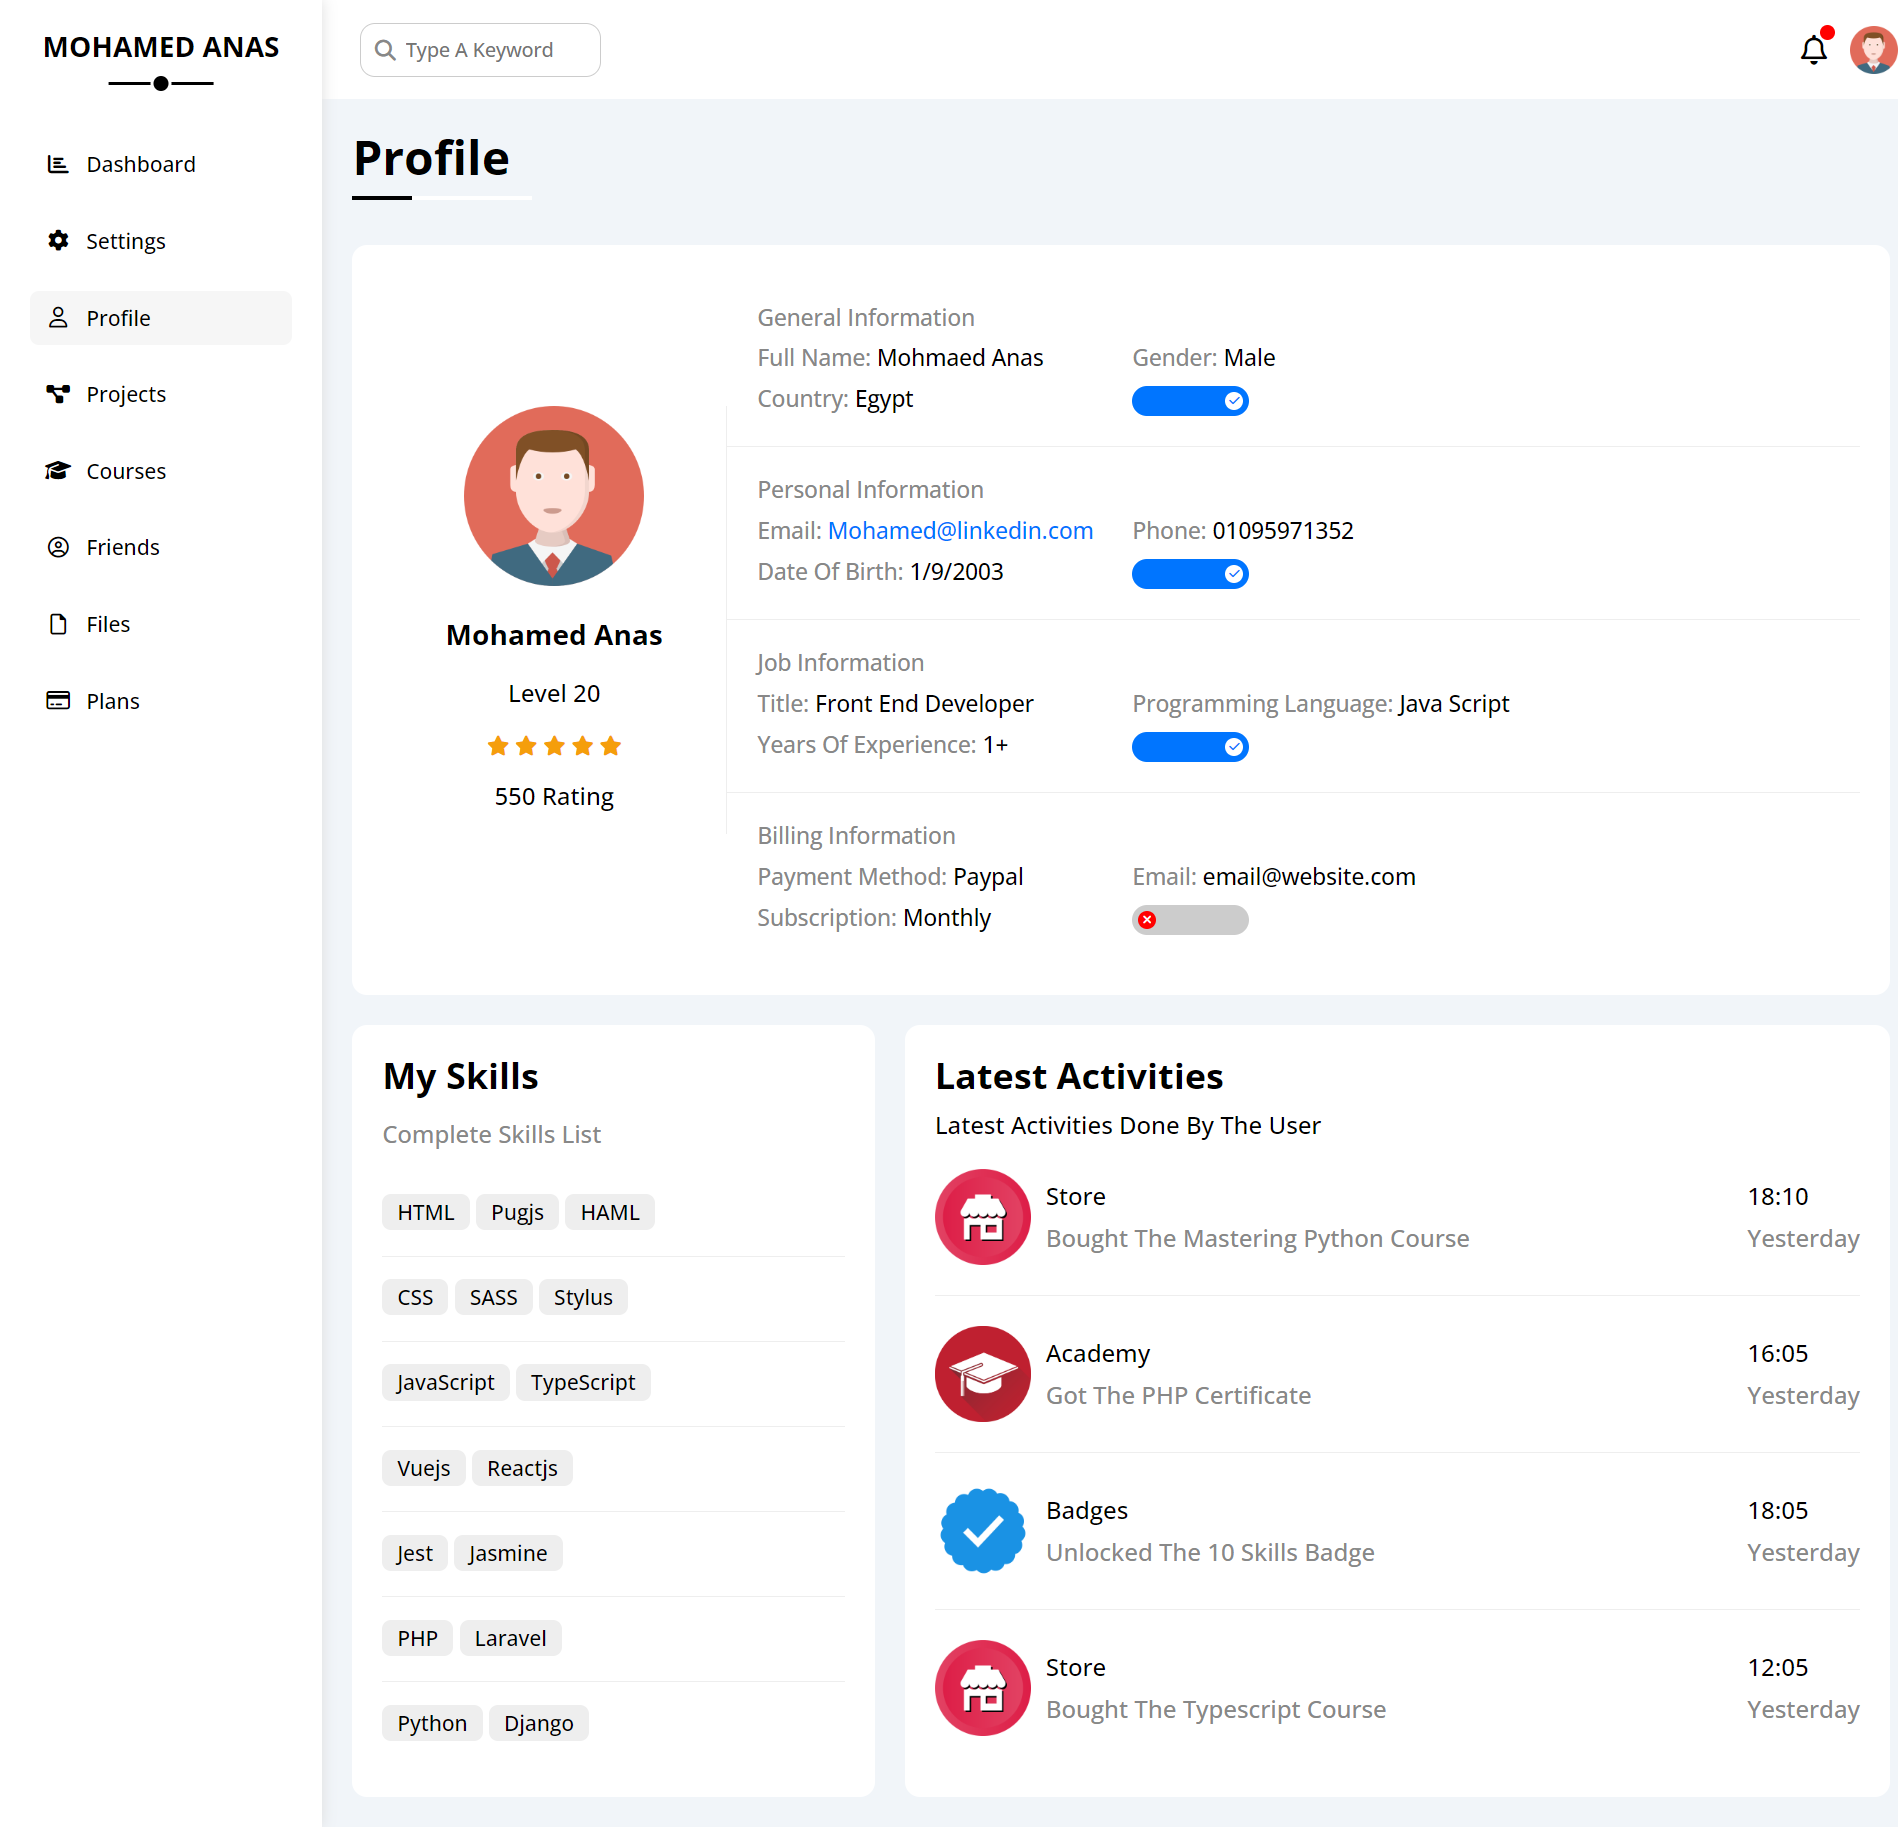 MOHAMED ANAS
Type A Keyword
Dashboard
Settings
Profile
Projects
Courses
Friends
Files
Plans
Profile
Mohamed Anas
Level 20
550 Rating
General Information
Full Name: Mohmaed Anas
Gender: Male
Country: Egypt
Personal Information
Email: Mohamed@linkedin.com
Phone: 01095971352
Date Of Birth: 1/9/2003
Job Information
Title: Front End Developer
Programming Language: Java Script
Years Of Experience: 1+
Billing Information
Payment Method: Paypal
Email: email@website.com
Subscription: Monthly
My Skills
Complete Skills List
HTML Pugjs HAML
CSS SASS Stylus
JavaScript TypeScript
Vuejs Reactjs
Jest Jasmine
PHP Laravel
Python Django
Latest Activities
Latest Activities Done By The User
Store 18:10
Bought The Mastering Python Course Yesterday
Academy 16:05
Got The PHP Certificate Yesterday
Badges 18:05
Unlocked The 10 Skills Badge Yesterday
Store 12:05
Bought The Typescript Course Yesterday